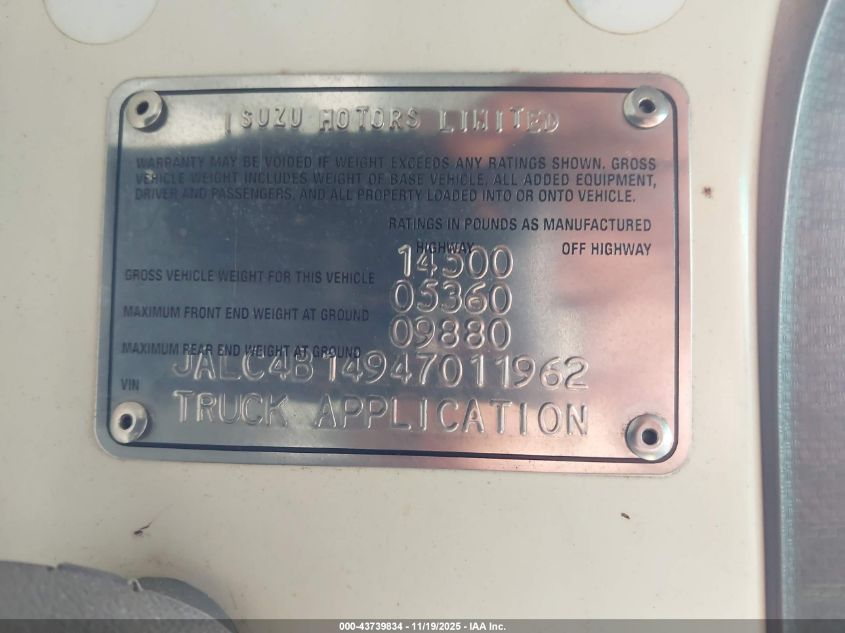 ISUZU MOTORS LIMITED
WARRANTY MAY BE VOIDED IF WEIGHT EXCEEDS ANY RATINGS SHOWN. GROSS
VEHICLE WEIGHT INCLUDES WEIGHT OF BASE VEHICLE, ALL ADDED EQUIPMENT,
DRIVER AND PASSENGERS, AND ALL PROPERTY LOADED INTO OR ONTO VEHICLE.
RATINGS IN POUNDS AS MANUFACTURED
HIGHWAY OFF HIGHWAY
GROSS VEHICLE WEIGHT FOR THIS VEHICLE 14500
MAXIMUM FRONT END WEIGHT AT GROUND 05360
MAXIMUM REAR END WEIGHT AT GROUND 09880
VIN JALC4B14947011962
TRUCK APPLICATION
000-43739834 - 11/19/2025 - IAA Inc.